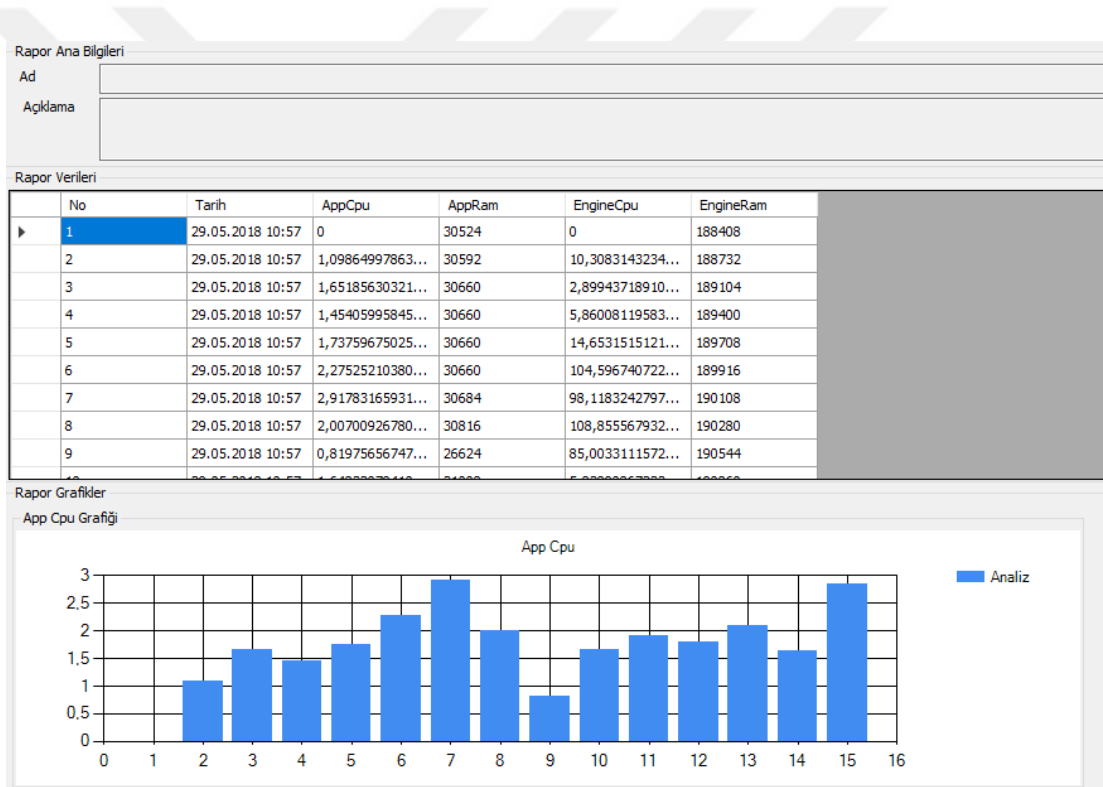 Rapor Ana Bilgileri
Ad
Açıklama
Rapor Verileri
No Tarih AppCpu AppRam EngineCpu EngineRam
1 29.05.2018 10:57 0 30524 0 188408
2 29.05.2018 10:57 1,09864997863... 30592 10,3083143234... 188732
3 29.05.2018 10:57 1,65185630321... 30660 2,89943718910... 189104
4 29.05.2018 10:57 1,45405995845... 30660 5,86008119583... 189400
5 29.05.2018 10:57 1,73759675025... 30660 14,6531515121... 189708
6 29.05.2018 10:57 2,27525210380... 30660 104,596740722... 189916
7 29.05.2018 10:57 2,91783165931... 30684 98,1183242797... 190108
8 29.05.2018 10:57 2,00700926780... 30816 108,855567932... 190280
9 29.05.2018 10:57 0,81975656747... 26624 85,0033111572... 190544
Rapor Grafikler
App Cpu Grafiği
App Cpu
Analiz
3
2,5
2
1,5
1
0,5
0
0 1 2 3 4 5 6 7 8 9 10 11 12 13 14 15 16